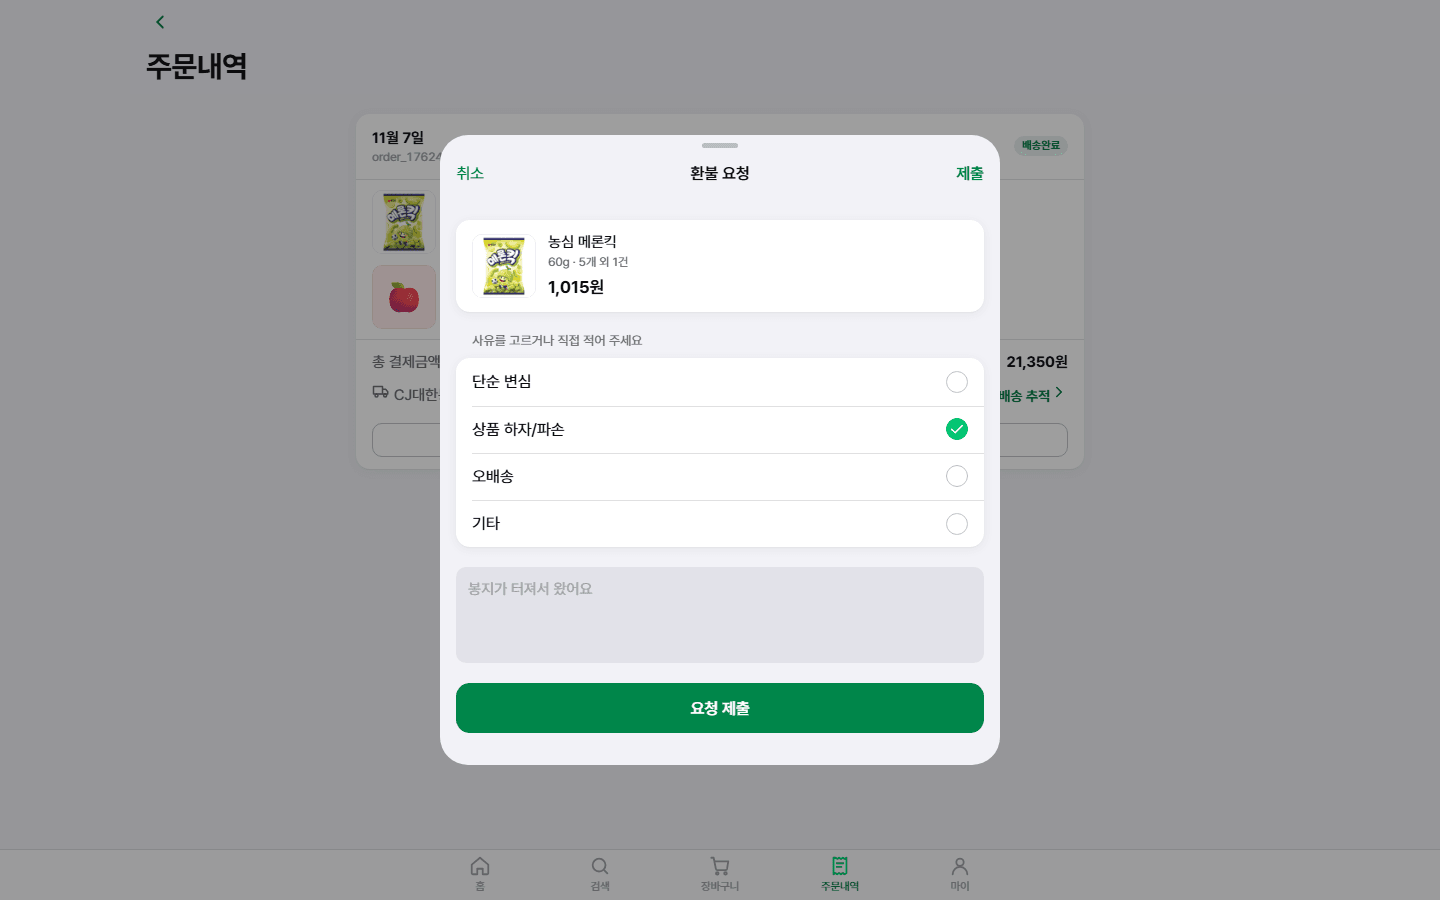 주문내역
11월 7일
order_17624
배송완료
취소
환불 요청
제출
메론킥
농심 메론킥
60g · 5개 외 1건
1,015원
사유를 고르거나 직접 적어 주세요
단순 변심
상품 하자/파손
오배송
기타
봉지가 터져서 왔어요
요청 제출
총 결제금액
21,350원
CJ대한
배송 추적
홈
검색
장바구니
주문내역
마이